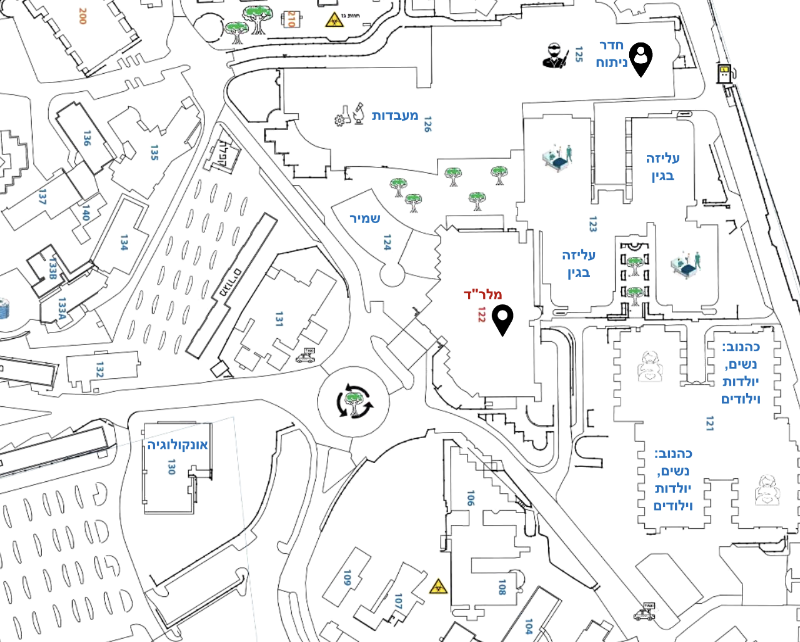 200
210
125
חדר
ניתוח
מעבדות
126
136
135
הפלה
עליזה
בגין
137
140
134
שמיר
124
123
עליזה
בגין
133B
133A
מגורים
מלר"ד
122
131
132
כהנוב:
נשים,
יולדות
וילודים
121
אונקולוגיה
130
כהנוב:
נשים,
יולדות
וילודים
106
109
107
108
104